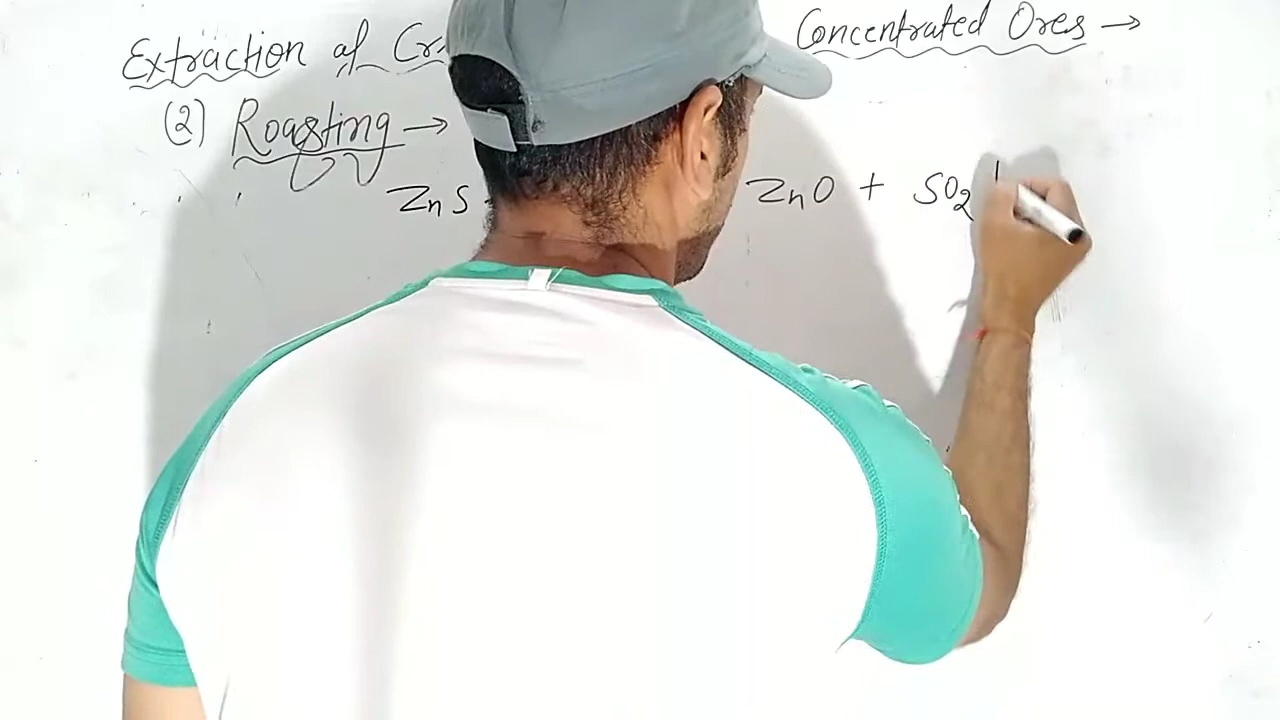 Extraction of Concentrated Ores →
(2) Roasting →
ZnS ZnO + SO2